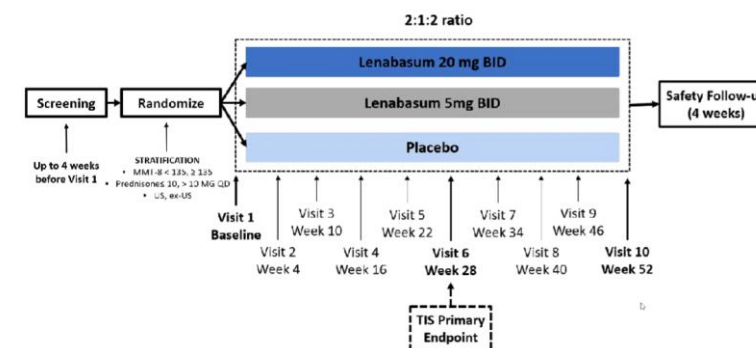 2:1:2 ratio
Lenabasum 20 mg BID
Lenabasum 5mg BID
Placebo
Screening
Randomize
Safety Follow-u
(4 weeks)
Up to 4 weeks
before Visit 1
STRATIFICATION
• MMT-8 < 135, ≥ 135
• Prednisone≤ 10, > 10 MG QD
• US, ex-US
Visit 1
Baseline
Visit 2
Week 4
Visit 3
Week 10
Visit 4
Week 16
Visit 5
Week 22
Visit 6
Week 28
Visit 7
Week 34
Visit 8
Week 40
Visit 9
Week 46
Visit 10
Week 52
TIS Primary
Endpoint